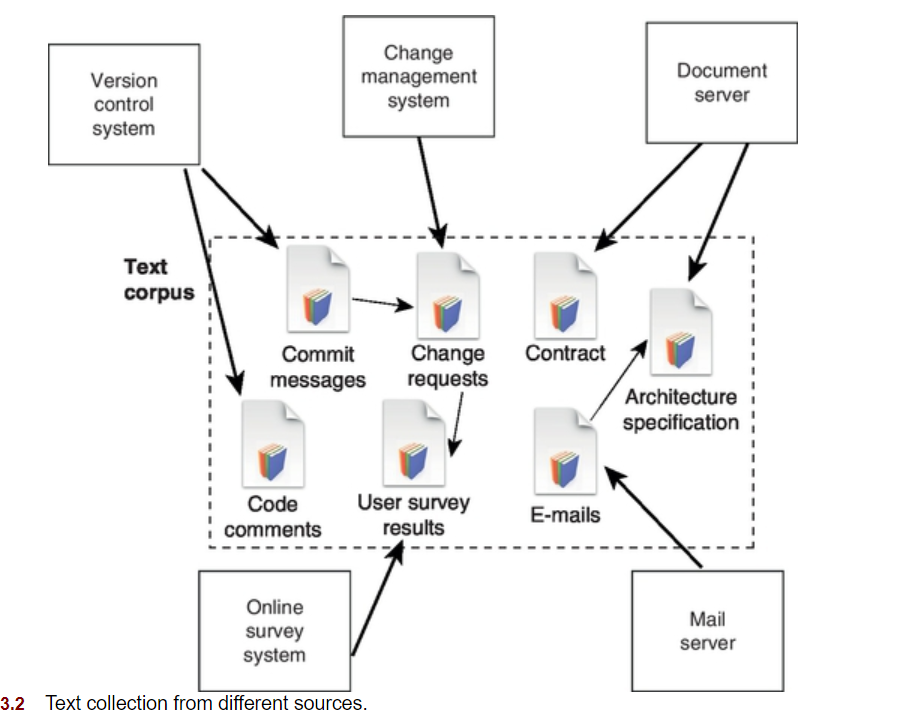 Version
control
system
Change
management
system
Document
server
Text
corpus
Commit
messages
Change
requests
Contract
Architecture
specification
Code
comments
User survey
results
E-mails
Online
survey
system
Mail
server
3.2 Text collection from different sources.